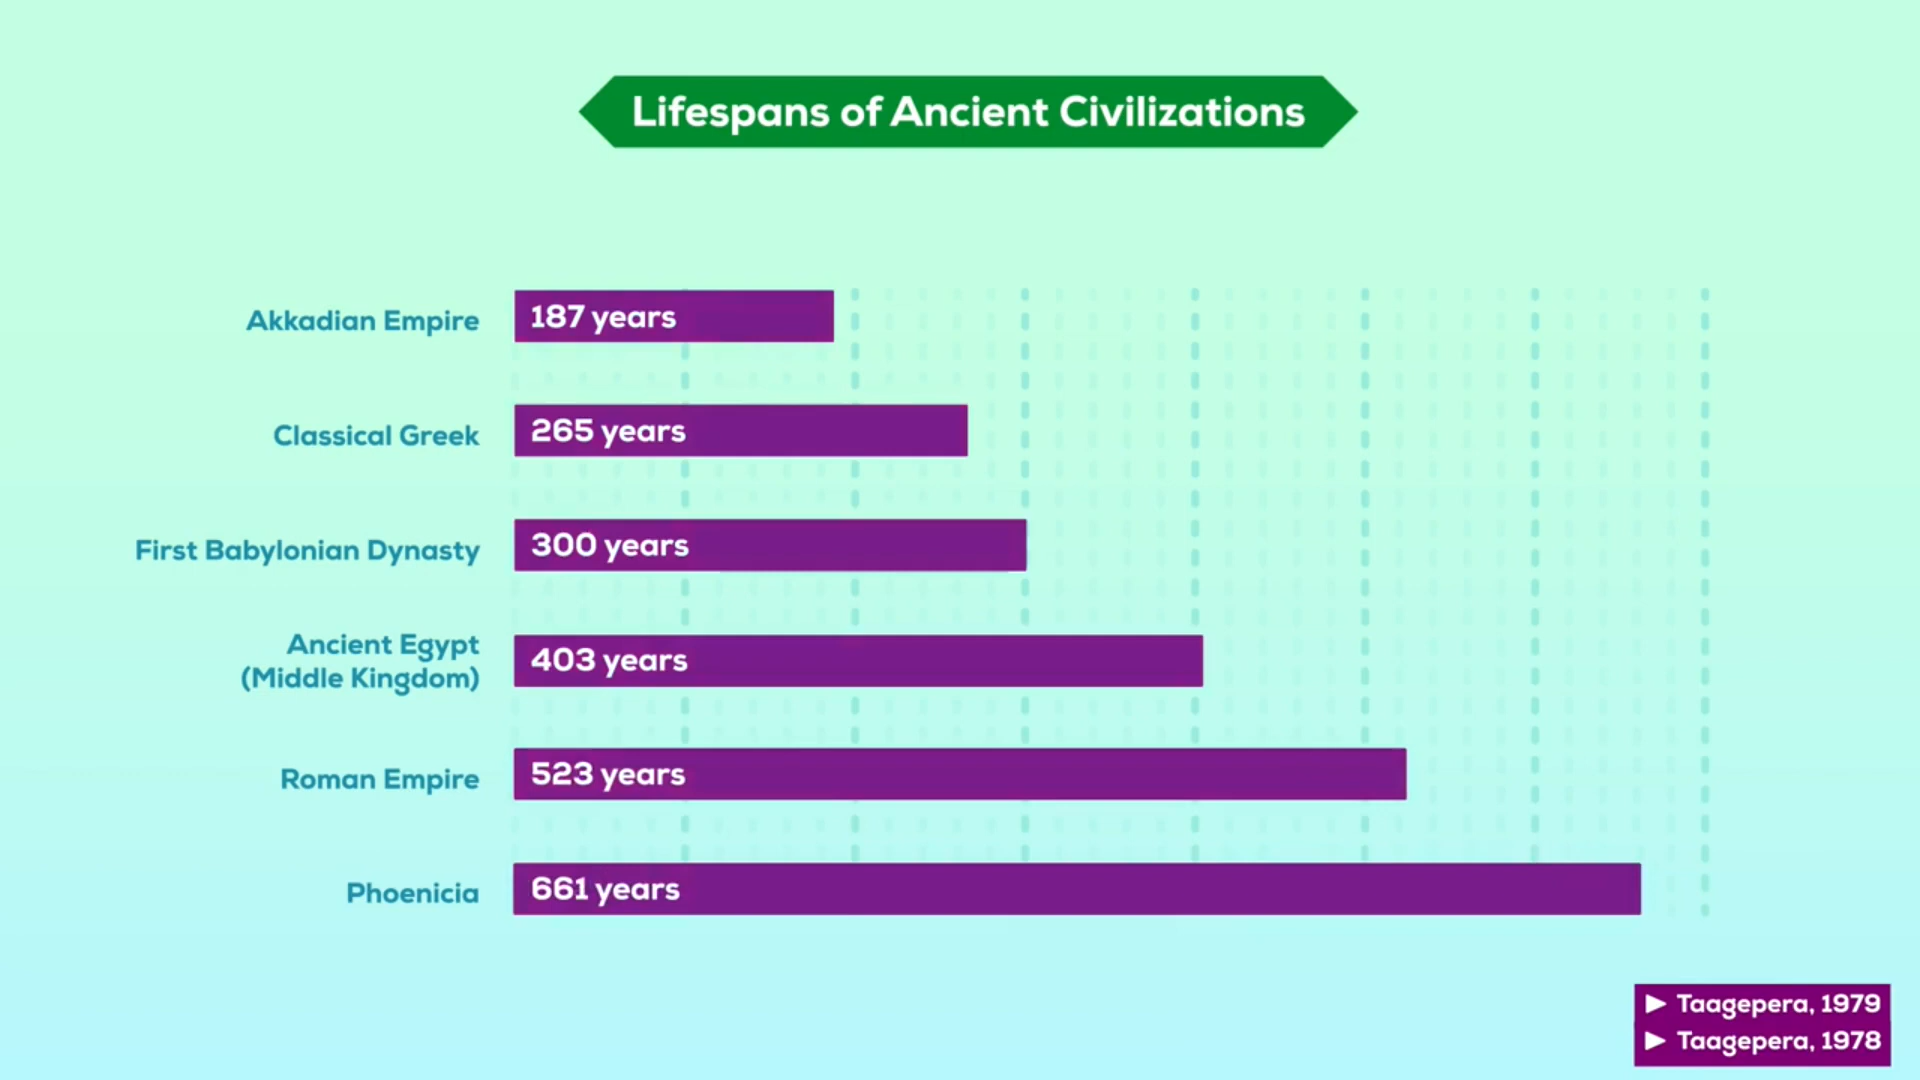 Lifespans of Ancient Civilizations
Akkadian Empire
187 years
Classical Greek
265 years
First Babylonian Dynasty
300 years
Ancient Egypt
(Middle Kingdom)
403 years
Roman Empire
523 years
Phoenicia
661 years
► Taagepera, 1979
► Taagepera, 1978